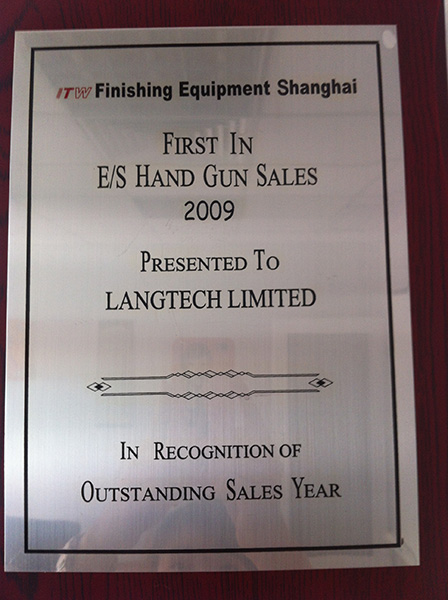 ITW Finishing Equipment Shanghai
FIRST IN
E/S HAND GUN SALES
2009
PRESENTED TO
LANGTECH LIMITED
IN RECOGNITION OF
OUTSTANDING SALES YEAR